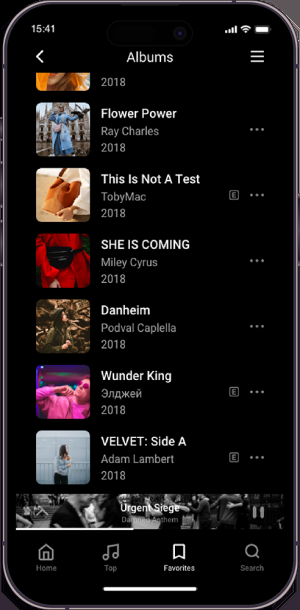 15:41
Albums
2018
Flower Power
Ray Charles
2018
This Is Not A Test
TobyMac
E
2018
SHE IS COMING
Miley Cyrus
2018
Danheim
Podval Caplella
2018
Wunder King
Элджей
E
2018
VELVET: Side A
Adam Lambert
E
2018
Urgent Siege
Damned Anthem
Home
Top
Favorites
Search